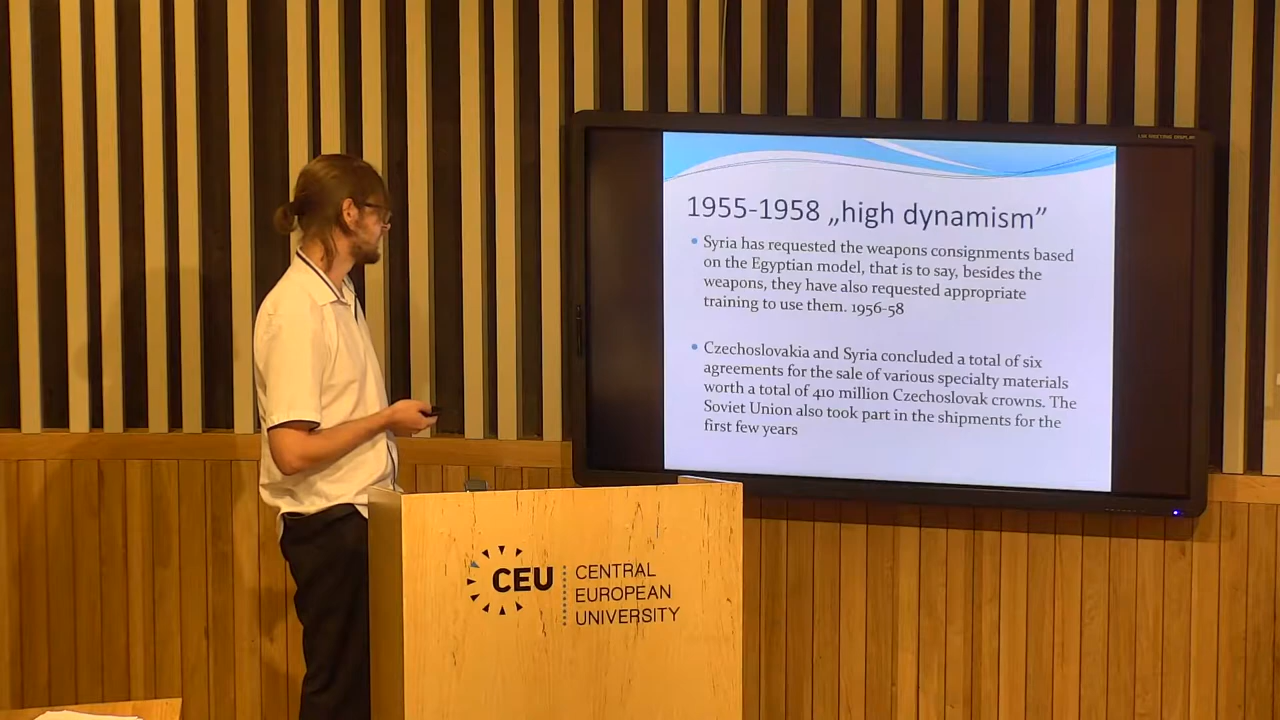 1955-1958 „high dynamism”
Syria has requested the weapons consignments based
on the Egyptian model, that is to say, besides the
weapons, they have also requested appropriate
training to use them. 1956-58
Czechoslovakia and Syria concluded a total of six
agreements for the sale of various specialty materials
worth a total of 410 million Czechoslovak crowns. The
Soviet Union also took part in the shipments for the
first few years
CEU
CENTRAL
EUROPEAN
UNIVERSITY